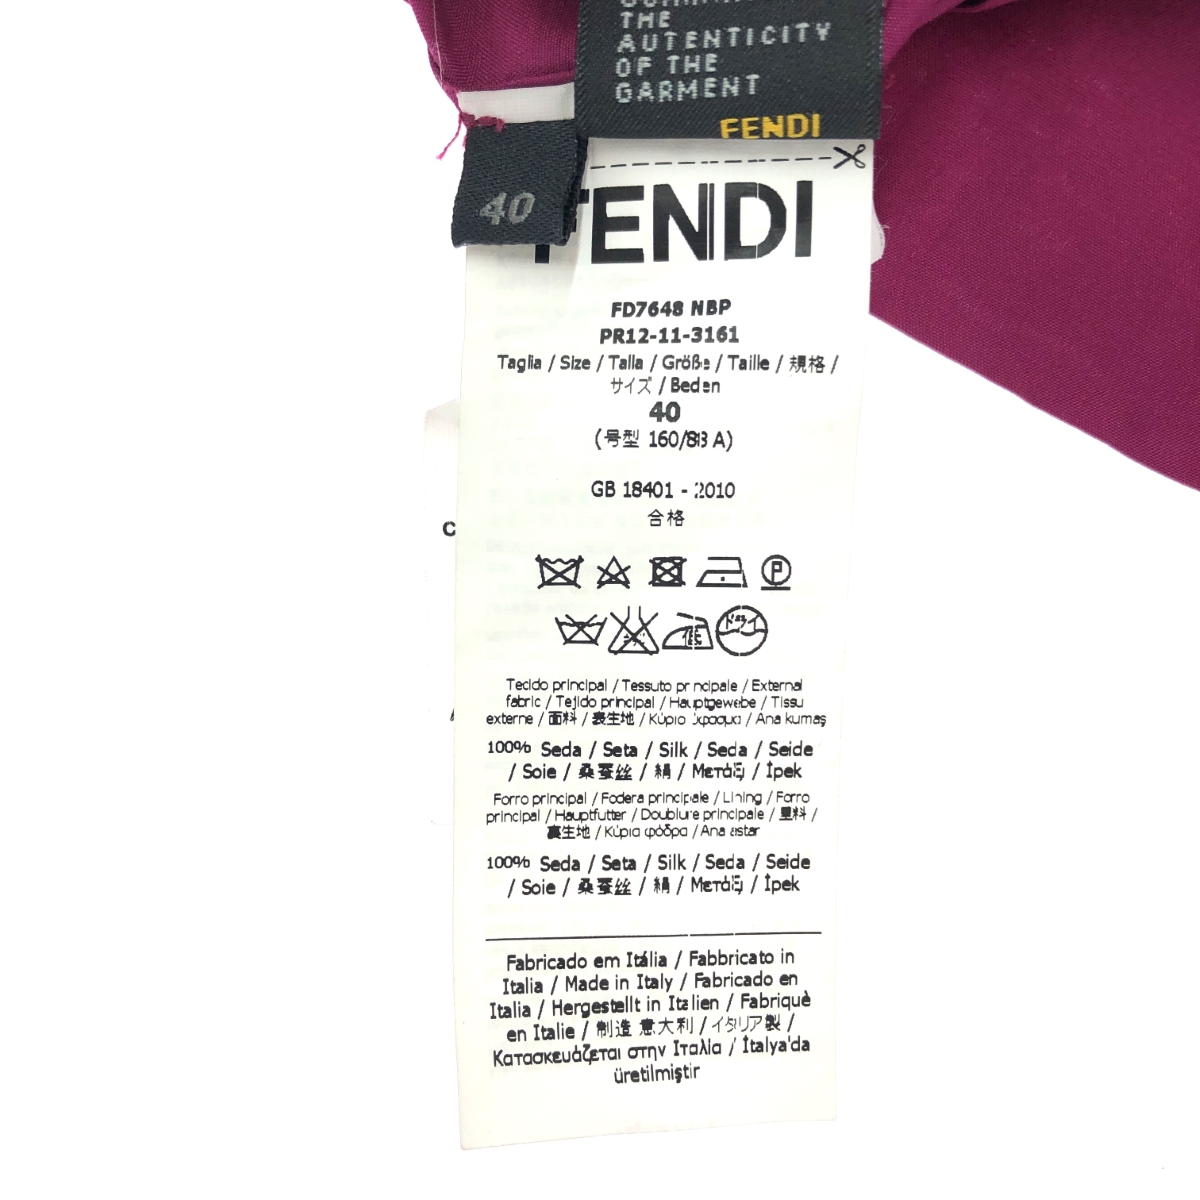 THE
AUTENTICITY
OF THE
GARMENT
FENDI
40
FENDI
FD7648 NBP
PR12-11-3161
Taglia / Size / Talla / Größe / Taille / 規格 /
サイズ / Beden
40
(号型 160/88 A)
GB 18401 - 2010
合格
P
ドライ
Tecido principal / Tessuto principale / External
fabric / Tejido principal / Hauptgewebe / Tissu
externe / 面料 / 表生地 / Κύριο ύφασμα / Ana kumaş
100% Seda / Seta / Silk / Seda / Seide
/ Soie / 桑蚕丝 / 絹 / Μετάξι / İpek
Forro principal / Fodera principale / Lining / Forro
principal / Hauptfutter / Doublure principale / 里料 /
裏生地 / Κύρια φόδρα / Ana astar
100% Seda / Seta / Silk / Seda / Seide
/ Soie / 桑蚕丝 / 絹 / Μετάξι / İpek
Fabricado em Itália / Fabbricato in
Italia / Made in Italy / Fabricado en
Italia / Hergestellt in Italien / Fabriquè
en Italie / 制造 意大利 / イタリア製 /
Κατασκευάζεται στην Ιταλία / İtalya'da
üretilmiştir